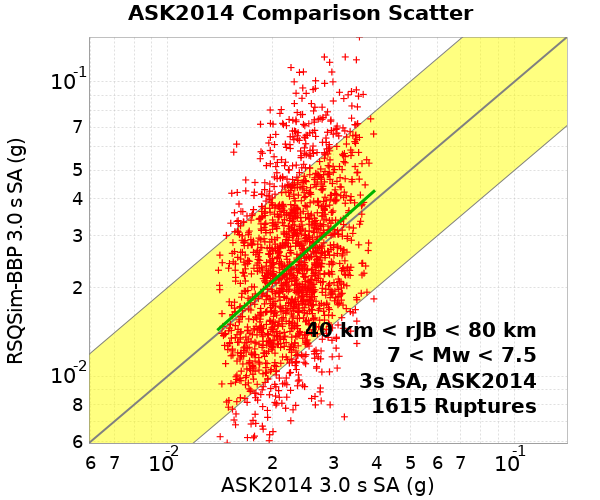 ASK2014 Comparison Scatter
RSQSim-BBP 3.0 s SA (g)
10-1
7
5
4
3
2
10-2
8
6
40 km < rJB < 80 km
7 < Mw < 7.5
3s SA, ASK2014
1615 Ruptures
6 7 10-2 2 3 4 5 6 7 10-1
ASK2014 3.0 s SA (g)